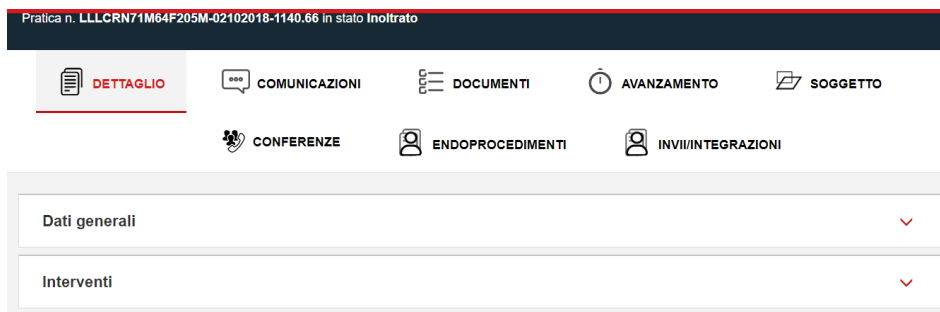 Pratica n. LLLCRN71M64F205M-02102018-1140.66 in stato Inoltrato
DETTAGLIO COMUNICAZIONI DOCUMENTI AVANZAMENTO SOGGETTO
CONFERENZE ENDOPROCEDIMENTI INVII/INTEGRAZIONI
Dati generali
Interventi